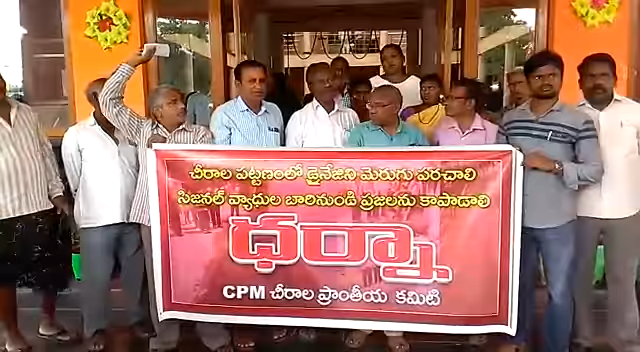 చీరాల పట్టణంలో డ్రైనేజిని మెరుగు పరచాలి
సీజనల్ వ్యాధుల బారినుండి ప్రజలను కాపాడాలి
ధర్నా
CPM చీరాల ప్రాంతీయ కమిటి